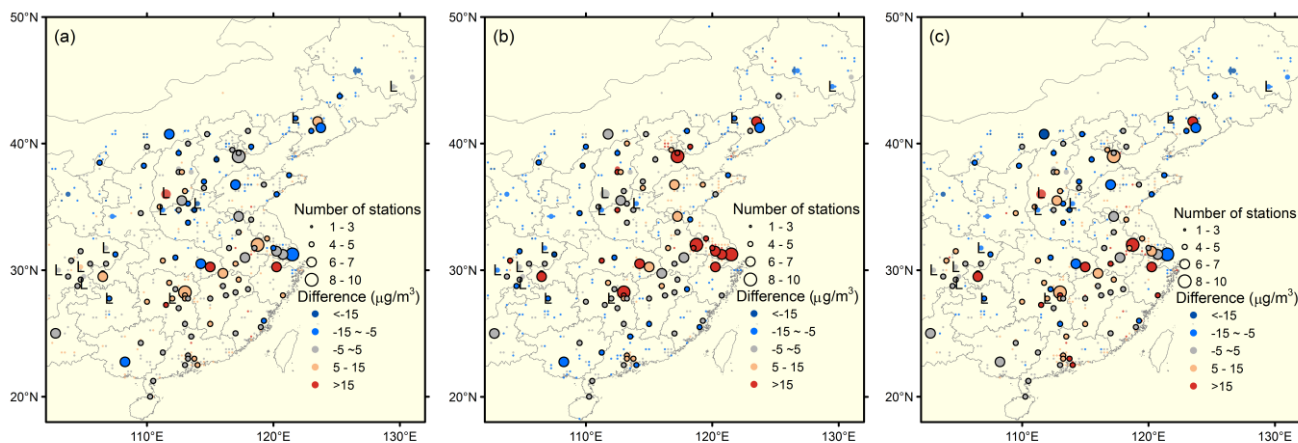 50°N
(a)
L
40°N
L
L
L
Number of stations
1 - 3
L
4 - 5
L
L
6 - 7
30°N
L
8 - 10
L
L
Difference (μg/m³)
<-15
-15 ~ -5
-5 ~5
5 - 15
20°N
>15
110°E
120°E
130°E
50°N
(b)
L
L
40°N
L
L
L
Number of stations
1 - 3
L
4 - 5
L
L
6 - 7
30°N
L
8 - 10
L
L
Difference (μg/m³)
<-15
-15 ~ -5
-5 ~5
5 - 15
20°N
>15
110°E
120°E
130°E
50°N
(c)
L
L
40°N
L
L
L
Number of stations
1 - 3
L
4 - 5
L
L
6 - 7
30°N
L
8 - 10
L
L
Difference (μg/m³)
<-15
-15 ~ -5
-5 ~5
5 - 15
20°N
>15
110°E
120°E
130°E